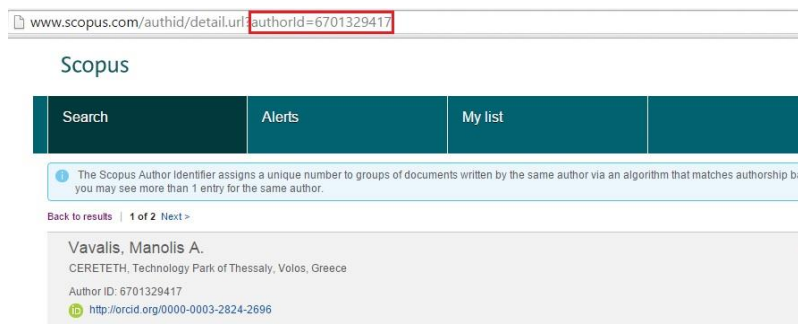 www.scopus.com/authid/detail.url?authorId=6701329417
Scopus
Search
Alerts
My list
The Scopus Author Identifier assigns a unique number to groups of documents written by the same author via an algorithm that matches authorship
you may see more than 1 entry for the same author.
Back to results | 1 of 2 Next >
Vavalis, Manolis A.
CERETETH, Technology Park of Thessaly, Volos, Greece
Author ID: 6701329417
iD http://orcid.org/0000-0003-2824-2696